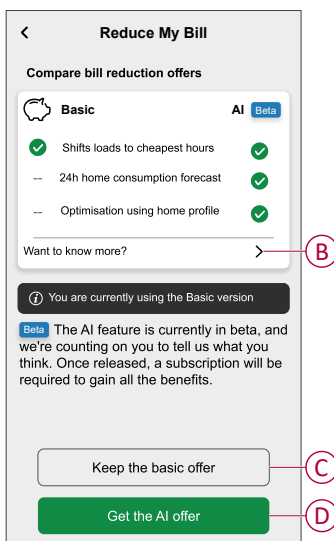 Reduce My Bill
Compare bill reduction offers
Basic AI Beta
Shifts loads to cheapest hours
-- 24h home consumption forecast
-- Optimisation using home profile
Want to know more?
B
You are currently using the Basic version
Beta The AI feature is currently in beta, and
we're counting on you to tell us what you
think. Once released, a subscription will be
required to gain all the benefits.
Keep the basic offer
C
Get the AI offer
D